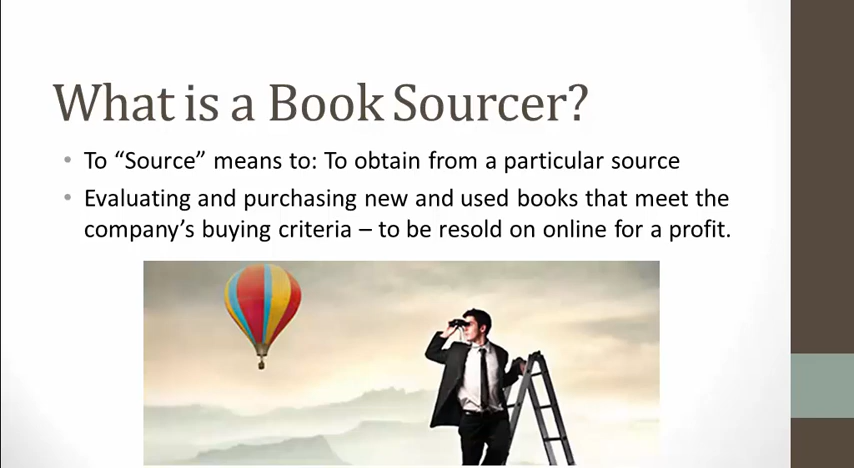 What is a Book Sourcer?
• To “Source” means to: To obtain from a particular source
• Evaluating and purchasing new and used books that meet the
company’s buying criteria – to be resold on online for a profit.